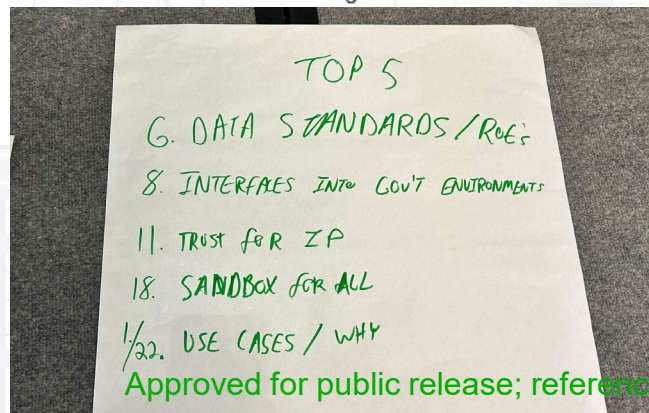 TOP 5
6. DATA STANDARDS / ROE's
8. INTERFACES INTO GOV'T ENVIRONMENTS
11. TRUST FOR IP
18. SANDBOX FOR ALL
1/22. USE CASES / WHY
Approved for public release; referenc